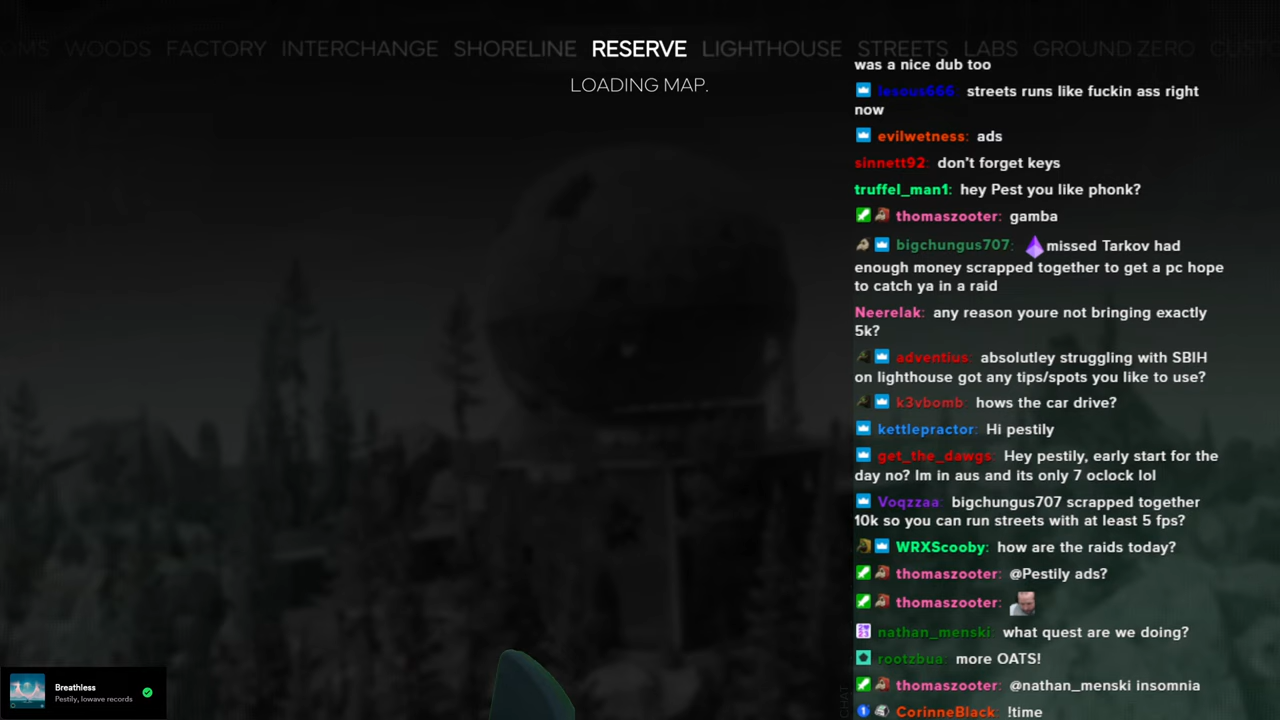 OMS WOODS FACTORY INTERCHANGE SHORELINE RESERVE LIGHTHOUSE STREETS LABS GROUND ZERO CUST
LOADING MAP.
was a nice dub too
lesous666: streets runs like fuckin ass right
now
evilwetness: ads
sinnett92: don't forget keys
truffel_man1: hey Pest you like phonk?
thomaszooter: gamba
bigchungus707: missed Tarkov had
enough money scrapped together to get a pc hope
to catch ya in a raid
Neerelak: any reason youre not bringing exactly
5k?
adventius: absolutley struggling with SBIH
on lighthouse got any tips/spots you like to use?
k3vbomb: hows the car drive?
kettlepractor: Hi pestily
get_the_dawgs: Hey pestily, early start for the
day no? Im in aus and its only 7 oclock lol
Voqzzaa: bigchungus707 scrapped together
10k so you can run streets with at least 5 fps?
WRXScooby: how are the raids today?
thomaszooter: @Pestily ads?
thomaszooter:
nathan_menski: what quest are we doing?
rootzbua: more OATS!
thomaszooter: @nathan_menski insomnia
CorinneBlack: !time
CHAT
Breathless
Pestily, lowave records